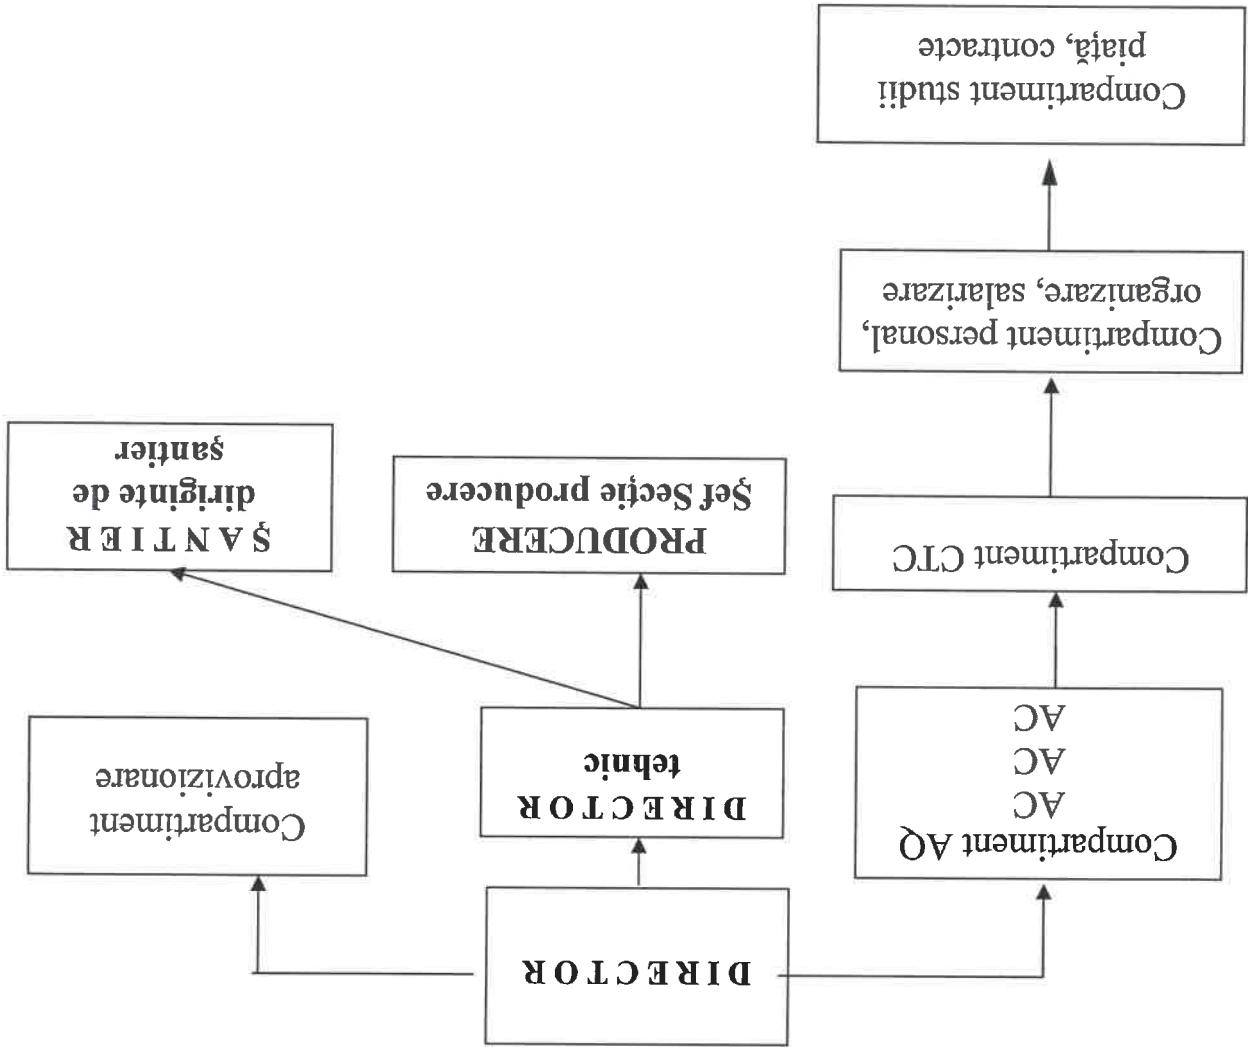 DIRECTOR
Compartiment AQ
AC
AC
AC
DIRECTOR
tehnic
Compartiment
aprovizionare
Compartiment CTC
PRODUCERE
Şef Secţie producere
ŞANTIER
diriginte de
şantier
Compartiment personal,
organizare, salarizare
Compartiment studii
piaţă, contracte